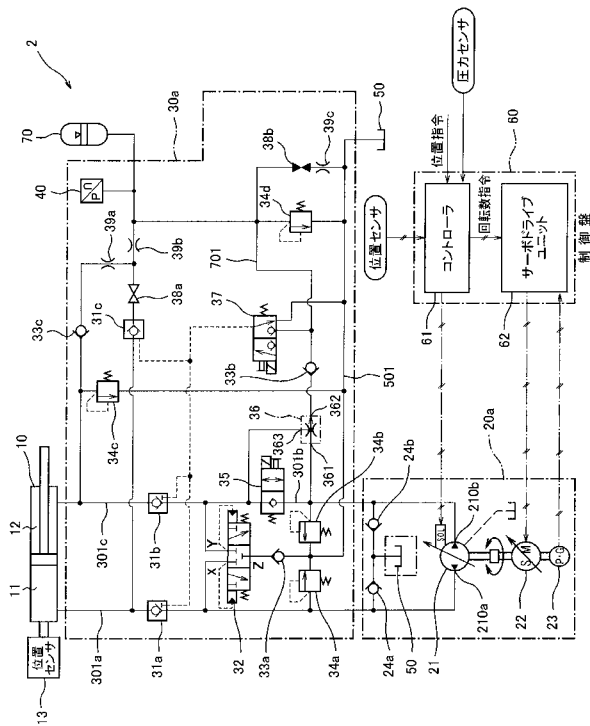 2
70
40
30a
33c
39a
39b
31c
38a
34c
37
701
38b
39c
34d
50
501
33b
10
12
11
301c
301a
位置
センサ
13
31b
31a
36
35
363
362
361
301b
Y
X
Z
32
33a
34b
34a
位置センサ
位置指令
圧力センサ
60
コントローラ
回転数指令
サーボドライブ
ユニット
制御盤
61
62
20a
24b
24a
50
SOL
210b
210a
21
S
M
22
P
G
23
P